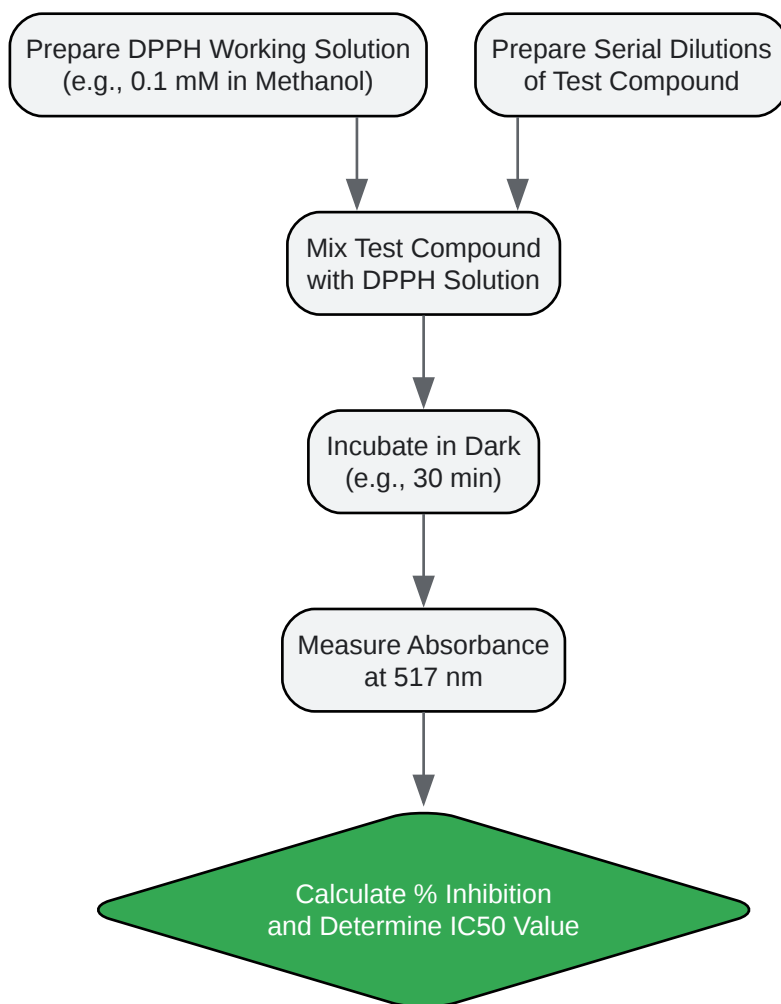 Prepare DPPH Working Solution
(e.g., 0.1 mM in Methanol)
Prepare Serial Dilutions
of Test Compound
Mix Test Compound
with DPPH Solution
Incubate in Dark
(e.g., 30 min)
Measure Absorbance
at 517 nm
Calculate % Inhibition
and Determine IC50 Value